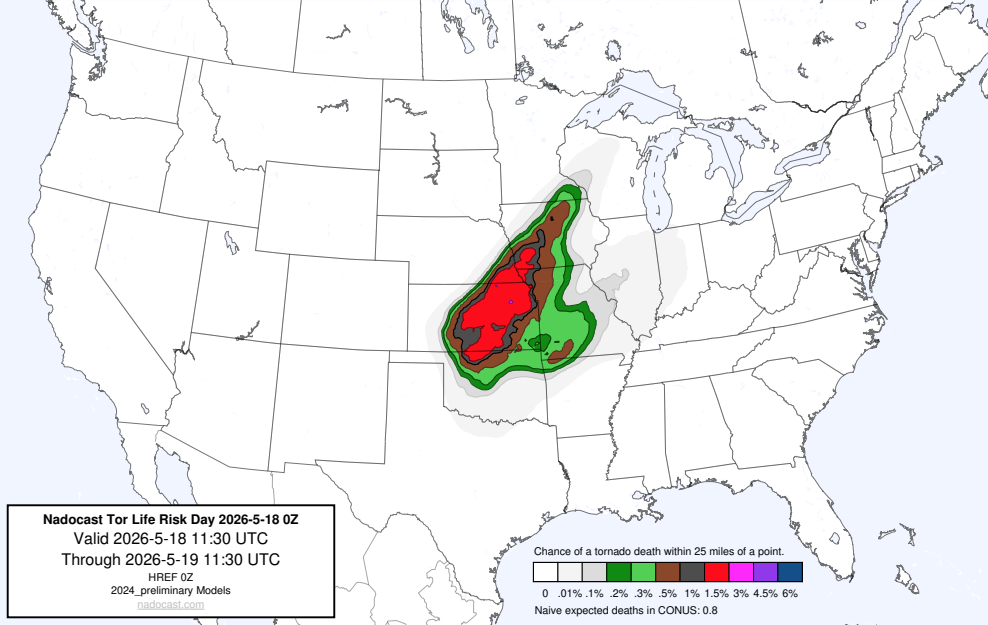 Nadocast Tor Life Risk Day 2026-5-18 0Z
Valid 2026-5-18 11:30 UTC
Through 2026-5-19 11:30 UTC
HREF 0Z
2024_preliminary Models
nadocast.com
Chance of a tornado death within 25 miles of a point.
0 .01% .1% .2% .3% .5% 1% 1.5% 3% 4.5% 6%
Naive expected deaths in CONUS: 0.8